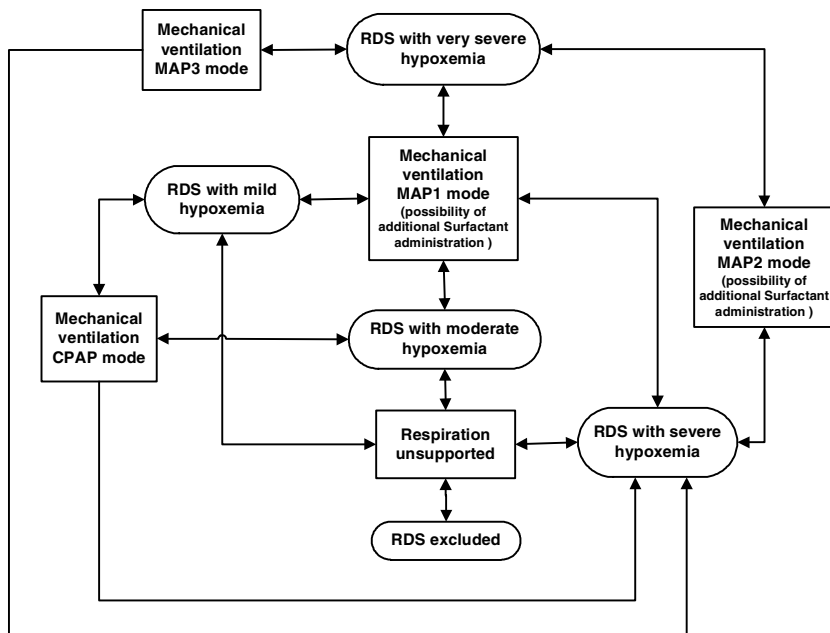 Mechanical
ventilation
MAP3 mode
RDS with very severe
hypoxemia
RDS with mild
hypoxemia
Mechanical
ventilation
MAP1 mode
(possibility of
additional Surfactant
administration )
Mechanical
ventilation
MAP2 mode
(possibility of
additional Surfactant
administration )
Mechanical
ventilation
CPAP mode
RDS with moderate
hypoxemia
Respiration
unsupported
RDS with severe
hypoxemia
RDS excluded